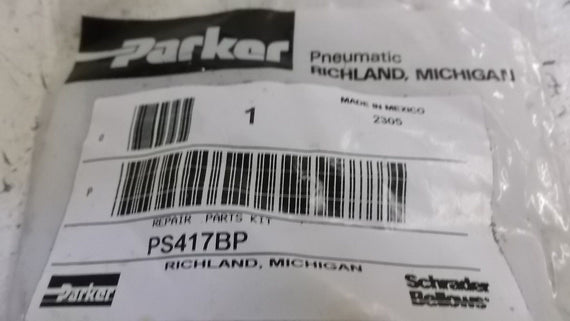 Parker
Pneumatic
RICHLAND, MICHIGAN
1
MADE IN MEXICO
2305
REPAIR PARTS KIT
PS417BP
RICHLAND, MICHIGAN
Parker
Schrader
Bellows